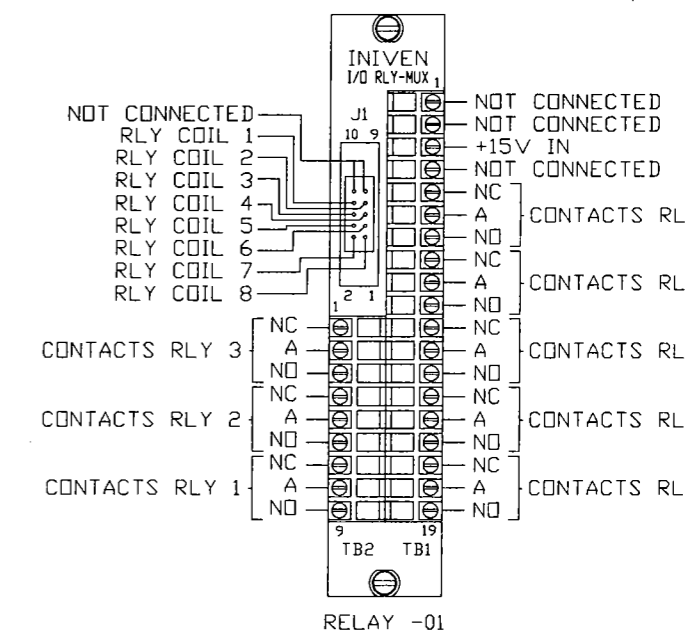 INIVEN
I/O RLY-MUX
1
J1
10 9
NOT CONNECTED
RLY COIL 1
RLY COIL 2
RLY COIL 3
RLY COIL 4
RLY COIL 5
RLY COIL 6
RLY COIL 7
RLY COIL 8
2 1
1
NOT CONNECTED
NOT CONNECTED
+15V IN
NOT CONNECTED
NC
A
NO
CONTACTS RL
NC
A
NO
CONTACTS RL
NC
A
NO
CONTACTS RL
NC
A
NO
CONTACTS RL
NC
A
NO
CONTACTS RL
CONTACTS RLY 3
NC
A
NO
CONTACTS RLY 2
NC
A
NO
CONTACTS RLY 1
NC
A
NO
9 19
TB2 TB1
RELAY -01